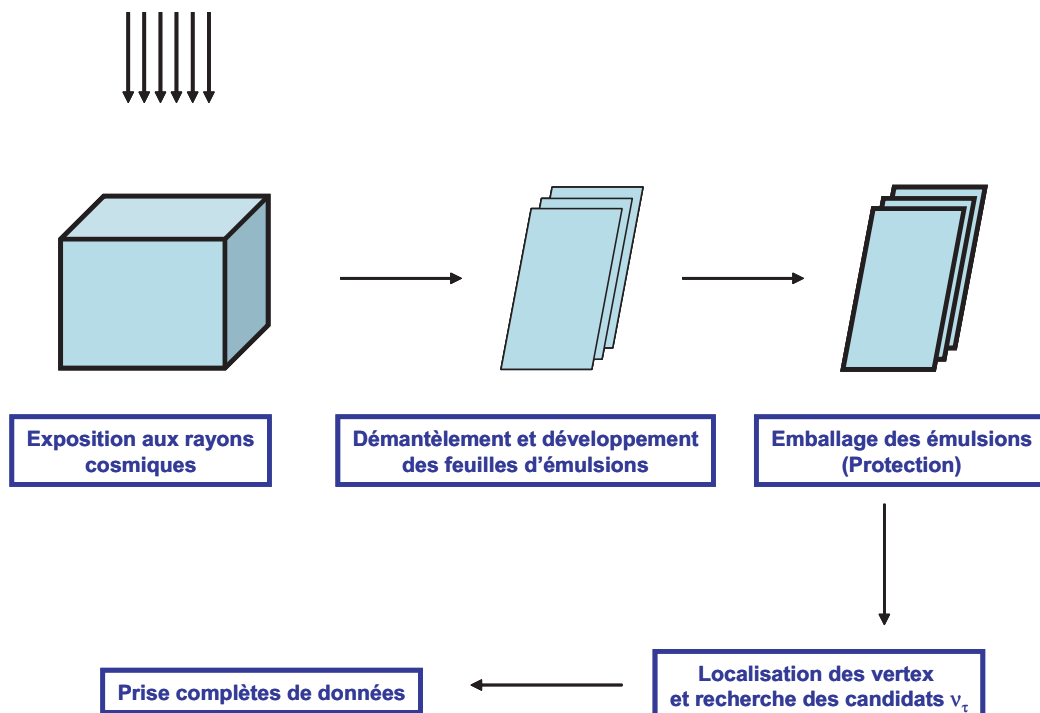 Exposition aux rayons
cosmiques
Démantèlement et développement
des feuilles d’émulsions
Emballage des émulsions
(Protection)
Localisation des vertex
et recherche des candidats ντ
Prise complètes de données